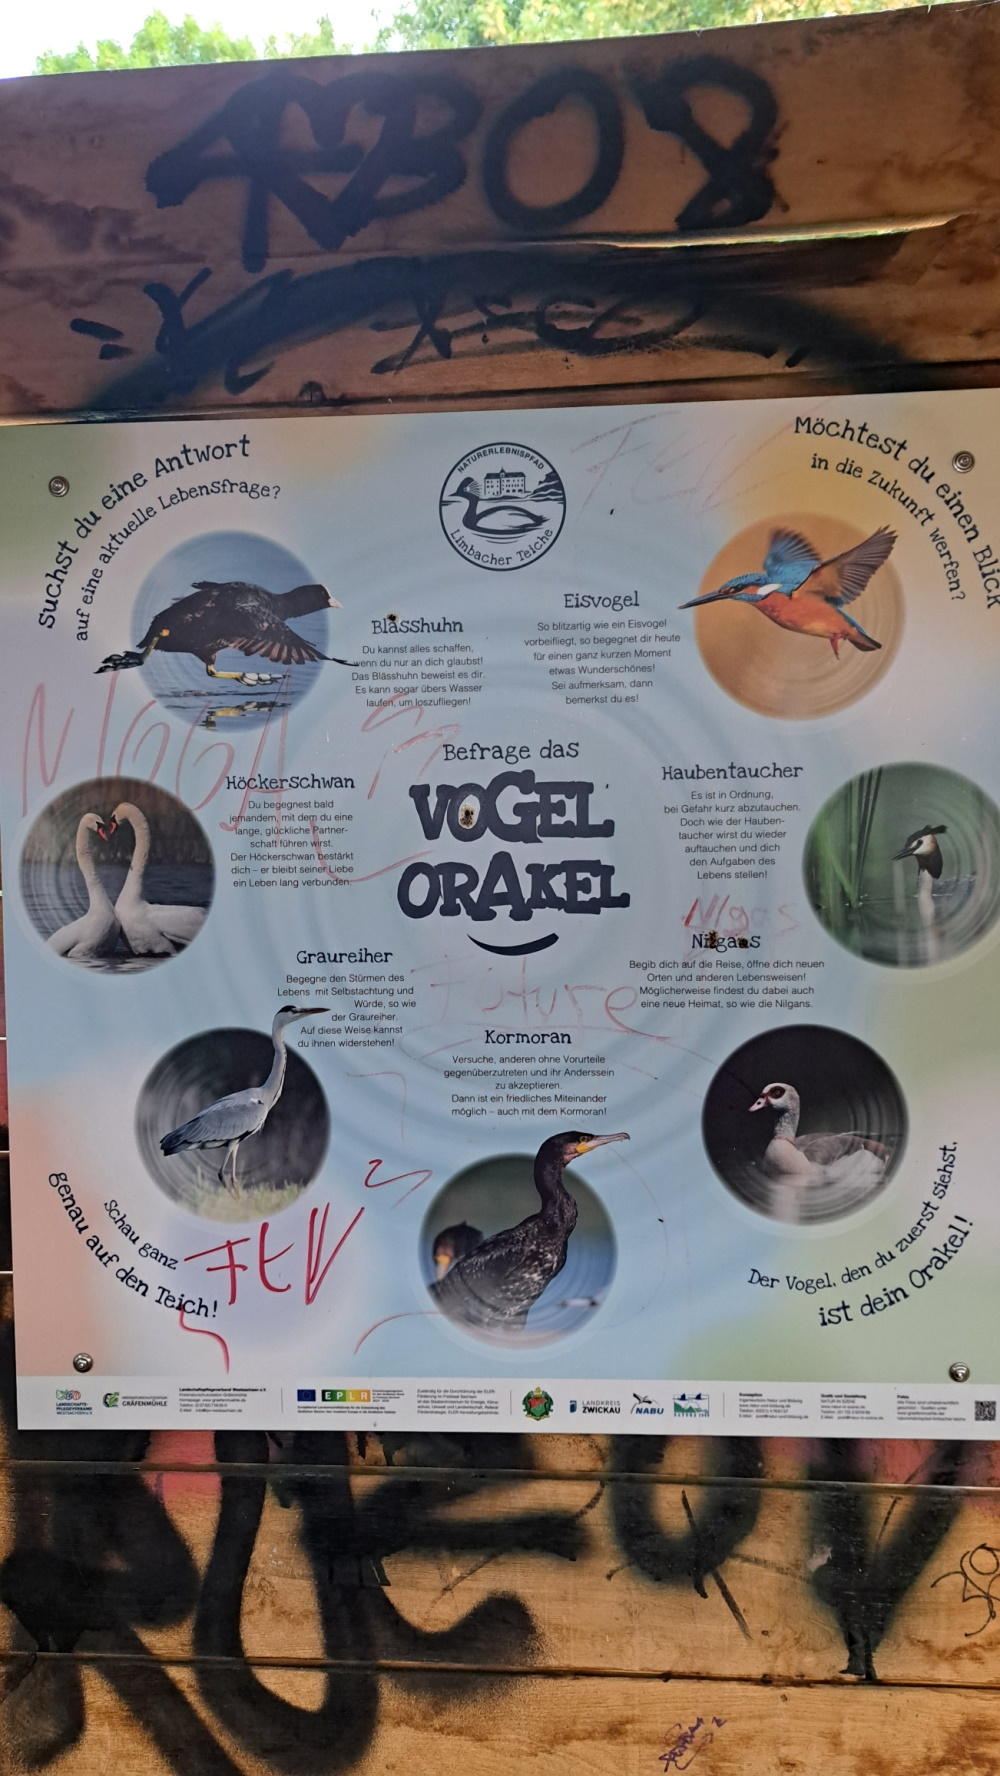 Suchst du eine Antwort
auf eine aktuelle Lebensfrage?
NATURERLEBNISPFAD
Limbacher Teiche
Möchtest du einen Blick
in die Zukunft werfen?
Blässhuhn
Du kannst alles schaffen,
wenn du nur an dich glaubst!
Das Blässhuhn beweist es dir.
Es kann sogar übers Wasser
laufen, um loszufliegen!
Eisvogel
So blitzartig wie ein Eisvogel
vorbeifliegt, so begegnet dir heute
für einen ganz kurzen Moment
etwas Wunderschönes!
Sei aufmerksam, dann
bemerkst du es!
Befrage das
VOGEL
ORAKEL
Höckerschwan
Du begegnest bald
jemandem, mit dem du eine
lange, glückliche Partner-
schaft führen wirst.
Der Höckerschwan bestärkt
dich – er bleibt seiner Liebe
ein Leben lang verbunden.
Haubentaucher
Es ist in Ordnung,
bei Gefahr kurz abzutauchen.
Doch wie der Hauben-
taucher wirst du wieder
auftauchen und dich
den Aufgaben des
Lebens stellen!
Graureiher
Begegne den Stürmen des
Lebens mit Selbstachtung und
Würde, so wie
der Graureiher.
Auf diese Weise kannst
du ihnen widerstehen!
Nilgans
Begib dich auf die Reise, öffne dich neuen
Orten und anderen Lebensweisen!
Möglicherweise findest du dabei auch
eine neue Heimat, so wie die Nilgans.
Future
Kormoran
Versuche, anderen ohne Vorurteile
gegenüberzutreten und ihr Anderssein
zu akzeptieren.
Dann ist ein friedliches Miteinander
möglich – auch mit dem Kormoran!
Schau ganz
genau auf den Teich!
Der Vogel, den du zuerst siehst,
ist dein Orakel!
LANDSCHAFTS-
PFLEGEVERBAND
WESTSACHSEN e.V.
GRÄFENMÜHLE
Landschaftspflegeverband Westsachsen e.V.
EPLR
LANDKREIS
ZWICKAU
NABU